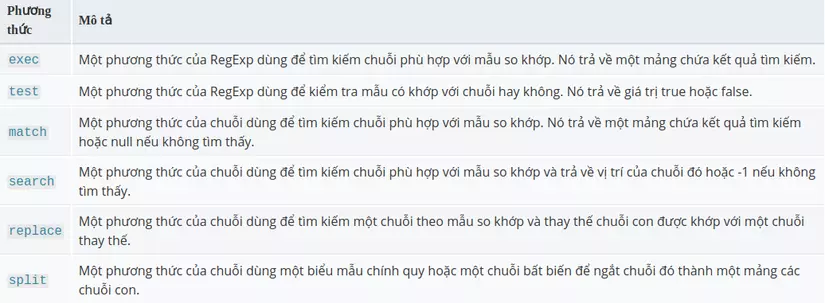 Phương
thức
Mô tả
exec
Một phương thức của RegExp dùng để tìm kiếm chuỗi phù hợp với mẫu so khớp. Nó trả về một mảng chứa kết quả tìm kiếm.
test
Một phương thức của RegExp dùng để kiểm tra mẫu có khớp với chuỗi hay không. Nó trả về giá trị true hoặc false.
match
Một phương thức của chuỗi dùng để tìm kiếm chuỗi phù hợp với mẫu so khớp. Nó trả về một mảng chứa kết quả tìm kiếm
hoặc null nếu không tìm thấy.
search
Một phương thức của chuỗi dùng để tìm kiếm chuỗi phù hợp với mẫu so khớp và trả về vị trí của chuỗi đó hoặc -1 nếu không
tìm thấy.
replace
Một phương thức của chuỗi dùng để tìm kiếm một chuỗi theo mẫu so khớp và thay thế chuỗi con được khớp với một chuỗi
thay thế.
split
Một phương thức của chuỗi dùng một biểu mẫu chính quy hoặc một chuỗi bất biến để ngắt chuỗi đó thành một mảng các
chuỗi con.